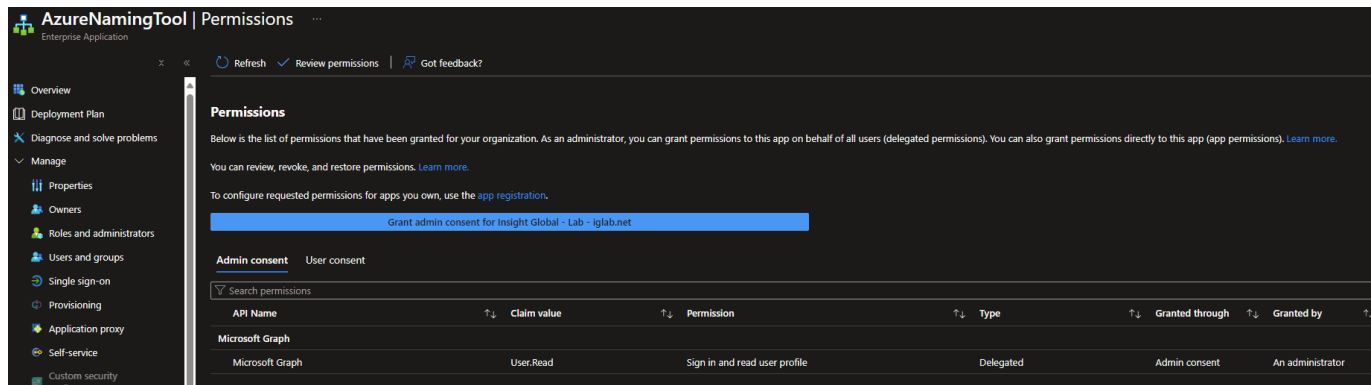 AzureNamingTool | Permissions ...
Enterprise Application
Refresh Review permissions Got feedback?
Overview
Deployment Plan
Diagnose and solve problems
Manage
Properties
Owners
Roles and administrators
Users and groups
Single sign-on
Provisioning
Application proxy
Self-service
Custom security
Permissions
Below is the list of permissions that have been granted for your organization. As an administrator, you can grant permissions to this app on behalf of all users (delegated permissions). You can also grant permissions directly to this app (app permissions). Learn more.
You can review, revoke, and restore permissions. Learn more.
To configure requested permissions for apps you own, use the app registration.
Grant admin consent for Insight Global - Lab - iglab.net
Admin consent User consent
Search permissions
API Name Claim value Permission Type Granted through Granted by
Microsoft Graph
Microsoft Graph User.Read Sign in and read user profile Delegated Admin consent An administrator